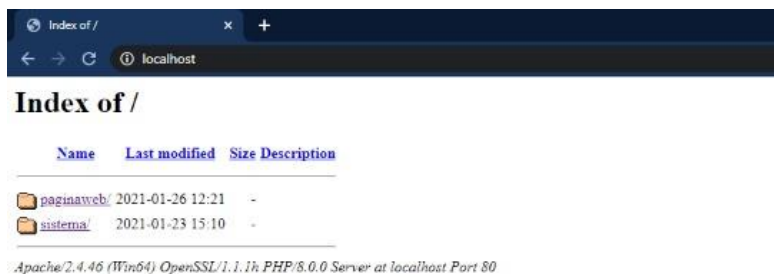 Index of /
localhost
Index of /
Name Last modified Size Description
paginaweb/ 2021-01-26 12:21 -
sistema/ 2021-01-23 15:10 -
Apache/2.4.46 (Win64) OpenSSL/1.1.1h PHP/8.0.0 Server at localhost Port 80